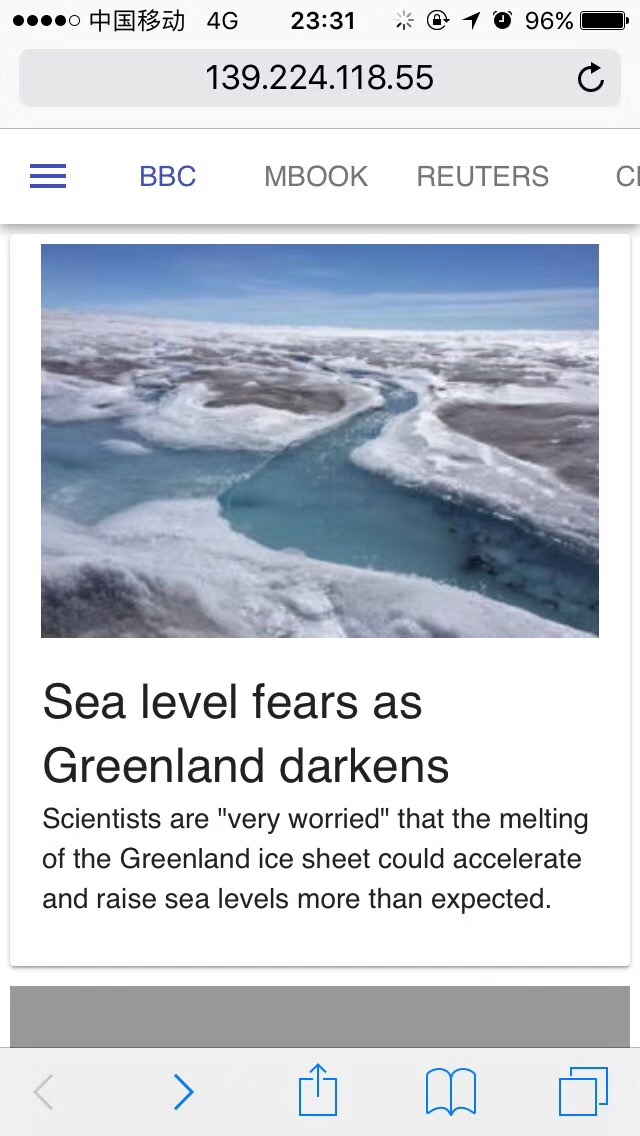 中国移动 4G 23:31 96%
139.224.118.55
BBC MBOOK REUTERS
Sea level fears as
Greenland darkens
Scientists are "very worried" that the melting
of the Greenland ice sheet could accelerate
and raise sea levels more than expected.